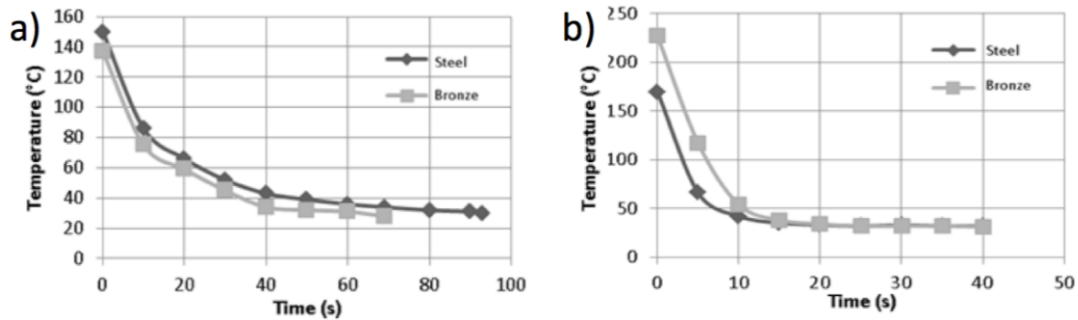 a)
160
140
120
100
80
60
40
20
0
Temperature (°C)
Steel
Bronze
0 20 40 60 80 100
Time (s)
b)
250
200
150
100
50
0
Temperature (°C)
Steel
Bronze
0 10 20 30 40 50
Time (s)